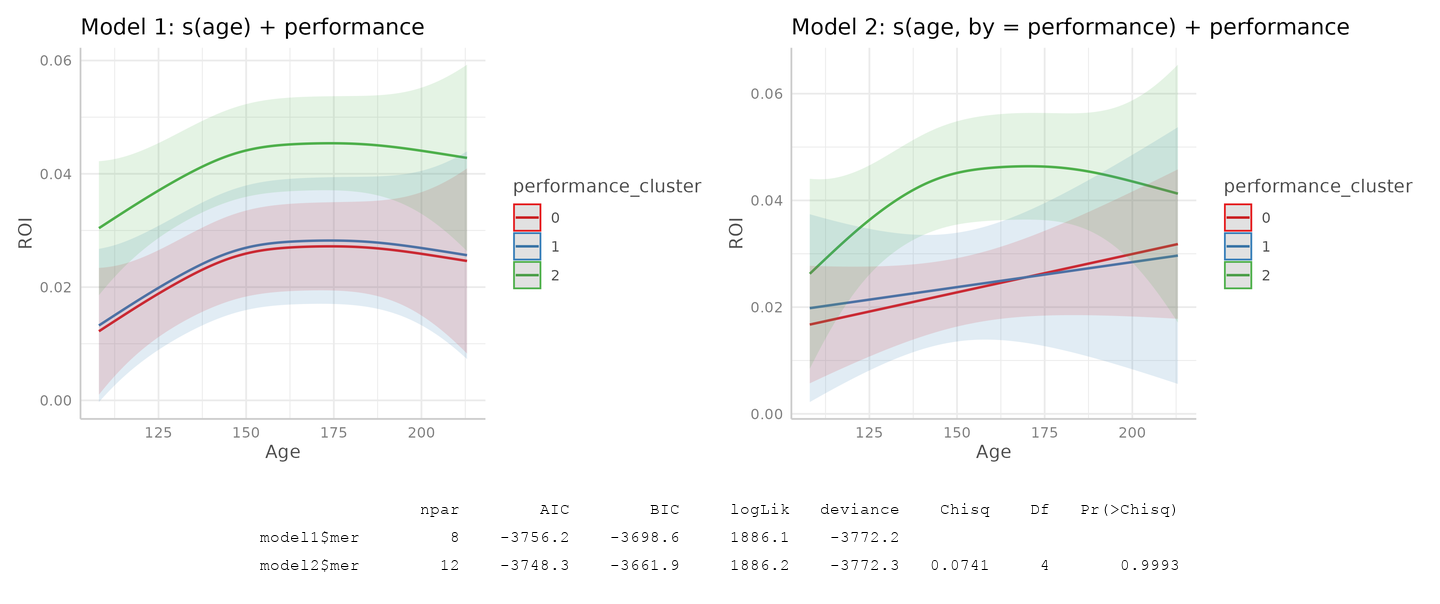 Model 1: s(age) + performance
0.06
0.04
0.02
0.00
ROI
125 150 175 200
Age
performance_cluster
0
1
2
Model 2: s(age, by = performance) + performance
0.06
0.04
0.02
0.00
ROI
125 150 175 200
Age
performance_cluster
0
1
2
npar AIC BIC logLik deviance Chisq Df Pr(>Chisq)
model1$mer 8 -3756.2 -3698.6 1886.1 -3772.2
model2$mer 12 -3748.3 -3661.9 1886.2 -3772.3 0.0741 4 0.9993